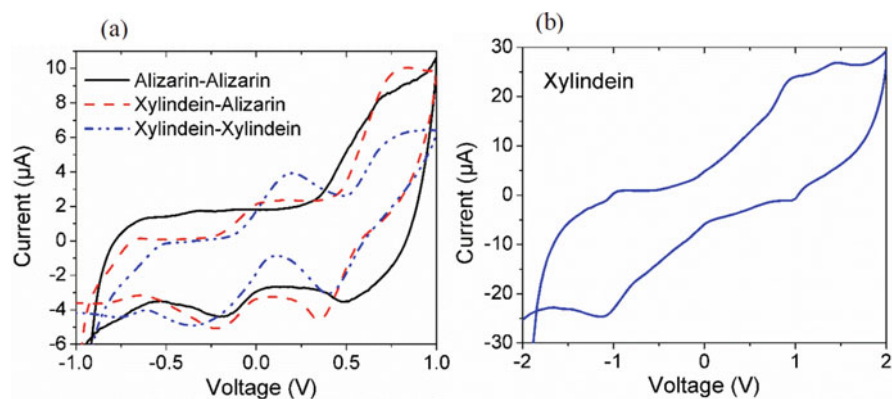 (a)
10
8
6
4
2
0
-2
-4
-6
-1.0 -0.5 0.0 0.5 1.0
Current (µA)
Voltage (V)
Alizarin-Alizarin
Xylindein-Alizarin
Xylindein-Xylindein
(b)
30
20
10
0
-10
-20
-30
-2 -1 0 1 2
Current (µA)
Voltage (V)
Xylindein